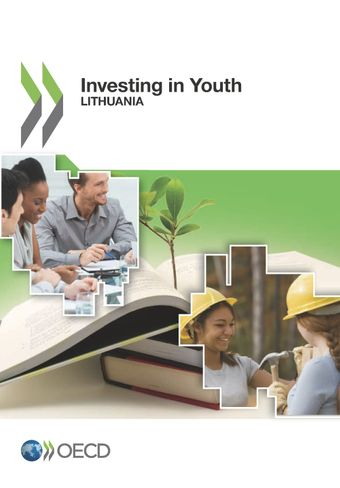 Investing in Youth
LITHUANIA
OECD